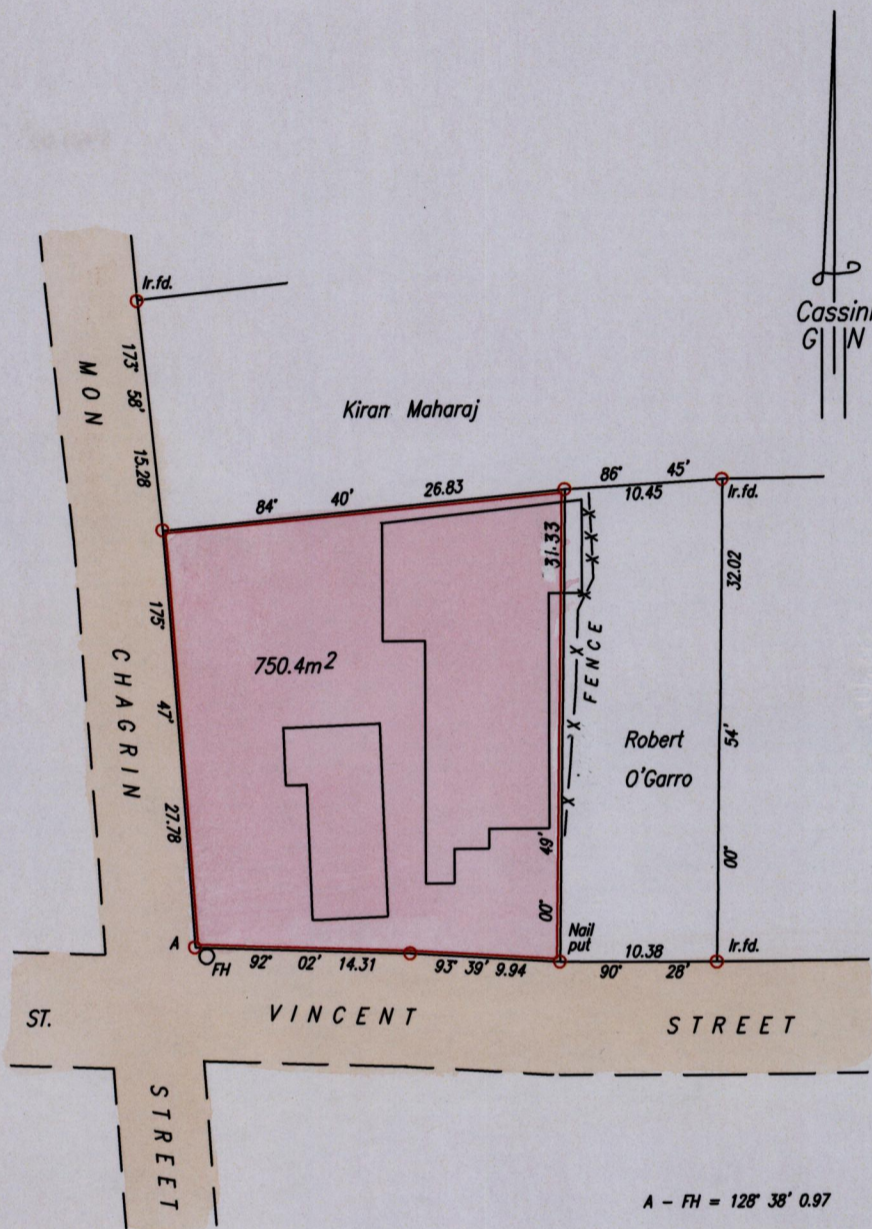 Ir.fd.
Cassini
G N
MON
173° 58'
15.28
Kiran Maharaj
84° 40' 26.83
86° 45'
10.45
Ir.fd.
31.33
32.02
175° 47' 27.78
CHAGRIN
750.4m²
FENCE
Robert
O'Garro
00° 49'
00° 54'
Nail
put
A
FH
92° 02' 14.31
93° 39' 9.94
10.38
90° 28'
Ir.fd.
ST. VINCENT STREET
STREET
A - FH = 128° 38' 0.97